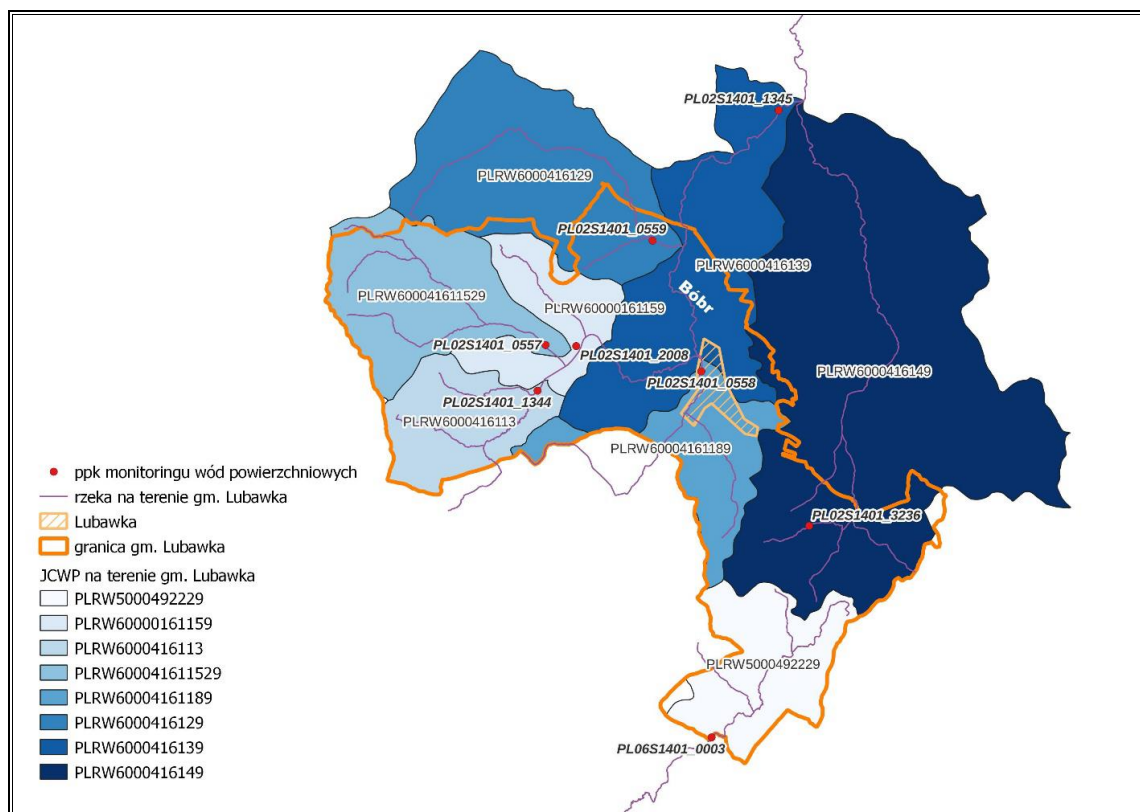 PL02S1401_1345
PLRW6000416129
PL02S1401_0559
PLRW6000416139
PLRW600041611529
PLRW60000161159
Bóbr
PL02S1401_0557
PL02S1401_2008
PLRW6000416149
PL02S1401_0558
PL02S1401_1344
PLRW6000416113
PLRW60004161189
PL02S1401_3236
PLRW5000492229
PL06S1401_0003
ppk monitoringu wód powierzchniowych
rzeka na terenie gm. Lubawka
Lubawka
granica gm. Lubawka
JCWP na terenie gm. Lubawka
PLRW5000492229
PLRW60000161159
PLRW6000416113
PLRW600041611529
PLRW60004161189
PLRW6000416129
PLRW6000416139
PLRW6000416149